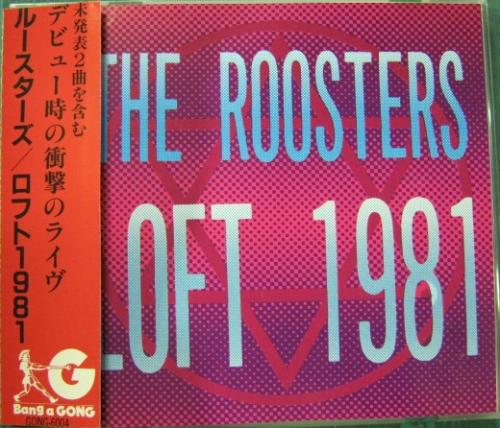 未発表2曲を含む
デビュー時の衝撃のライヴ
ルースターズ／ロフト1981
THE ROOSTERS
LOFT 1981
G
Bang a GONG
GONG-6004